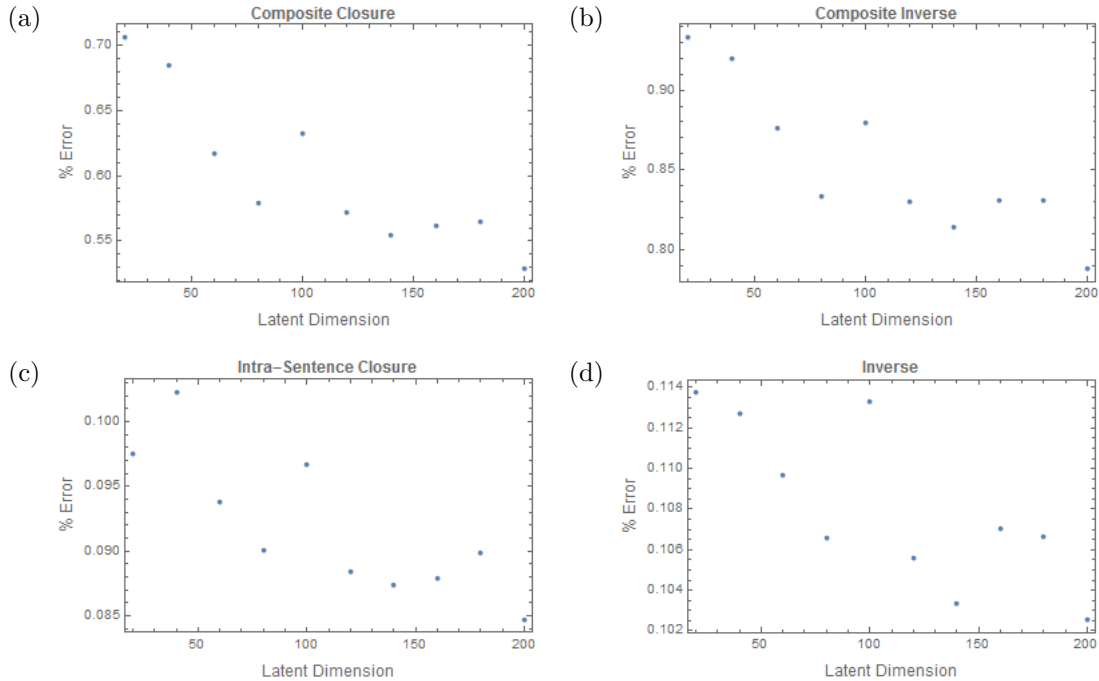 (a)
Composite Closure
0.70
0.65
0.60
0.55
% Error
50
100
150
200
Latent Dimension
(b)
Composite Inverse
0.90
0.85
0.80
% Error
50
100
150
200
Latent Dimension
(c)
Intra-Sentence Closure
0.100
0.095
0.090
0.085
% Error
50
100
150
200
Latent Dimension
(d)
Inverse
0.114
0.112
0.110
0.108
0.106
0.104
0.102
% Error
50
100
150
200
Latent Dimension